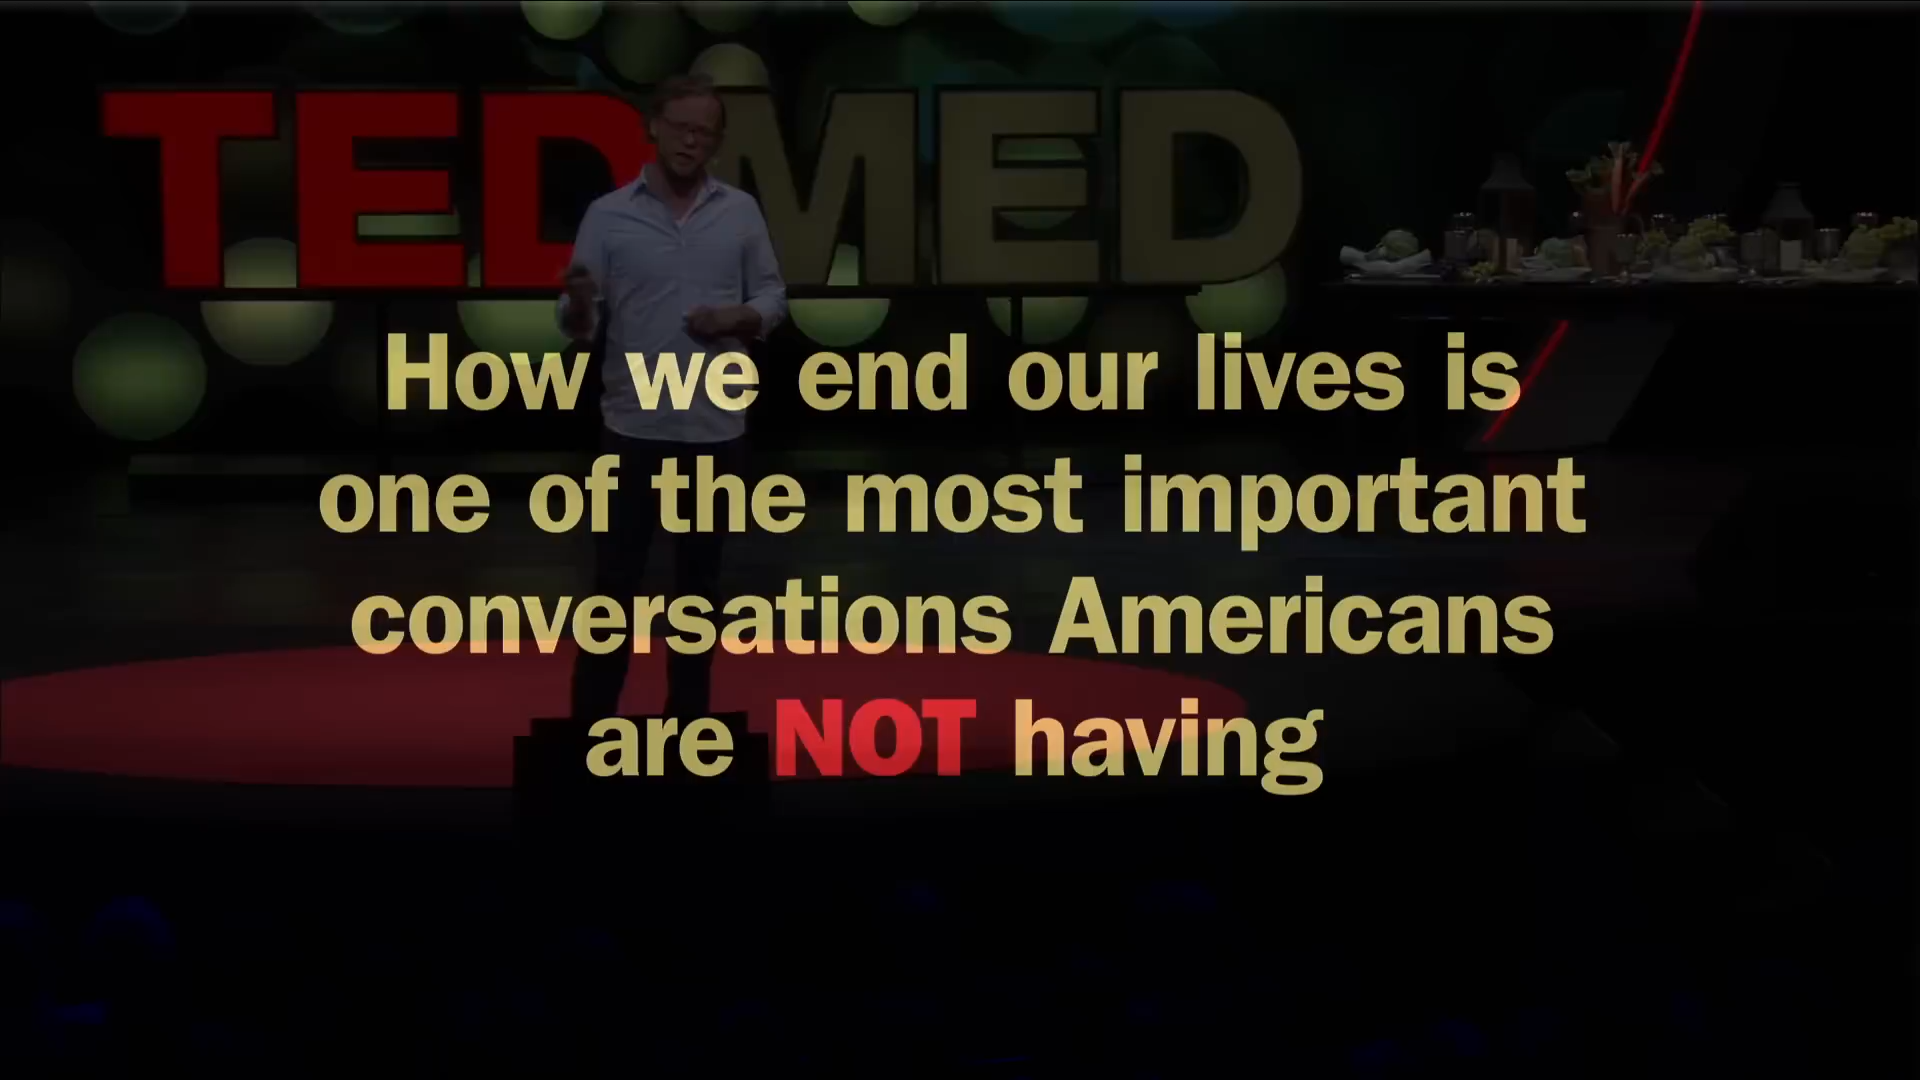 TEDMED
How we end our lives is
one of the most important
conversations Americans
are NOT having